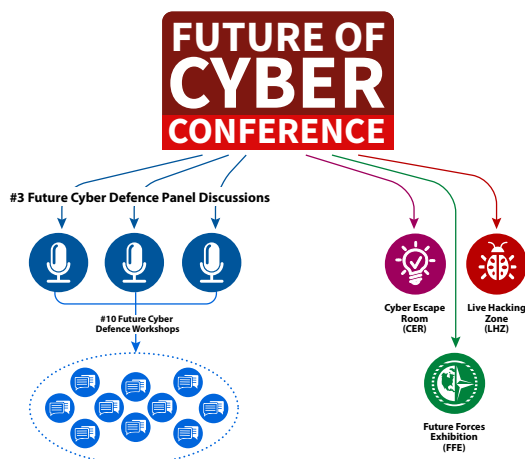 FUTURE OF
CYBER
CONFERENCE
#3 Future Cyber Defence Panel Discussions
#10 Future Cyber
Defence Workshops
Cyber Escape
Room
(CER)
Live Hacking
Zone
(LHZ)
Future Forces
Exhibition
(FFE)